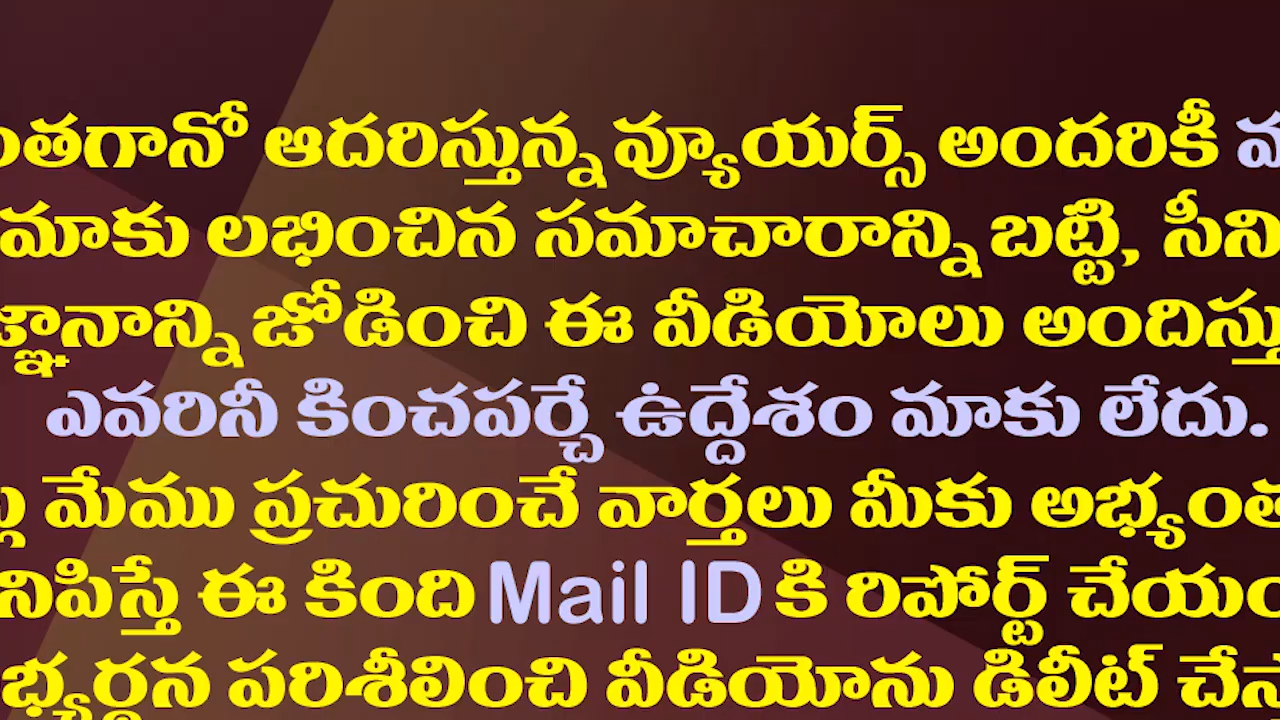 ఆదరిస్తున్న వ్యూయర్స్ అందరికీ
మాకు లభించిన సమాచారాన్ని బట్టి,
జోడించి ఈ వీడియోలు
ఎవరినీ కించపర్చే ఉద్దేశం మాకు లేదు.
మేము ప్రచురించే వార్తలు మీకు
ఈ కింది Mail ID కి రిపోర్ట్
పరిశీలించి వీడియోను డిలీట్